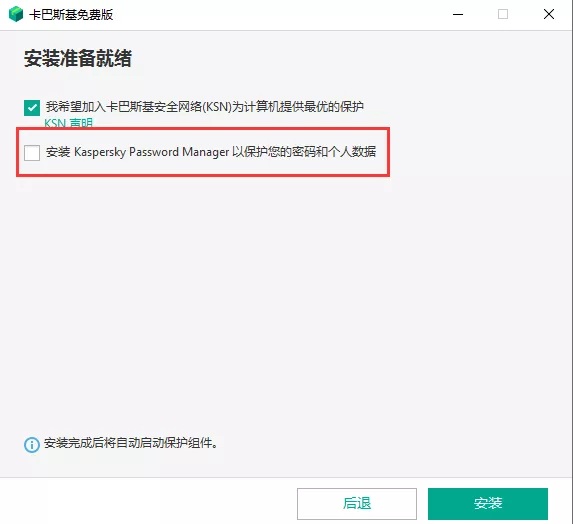 卡巴斯基免费版
安装准备就绪
我希望加入卡巴斯基安全网络(KSN)为计算机提供最优的保护
KSN 声明
安装 Kaspersky Password Manager 以保护您的密码和个人数据
安装完成后将自动启动保护组件。
后退
安装